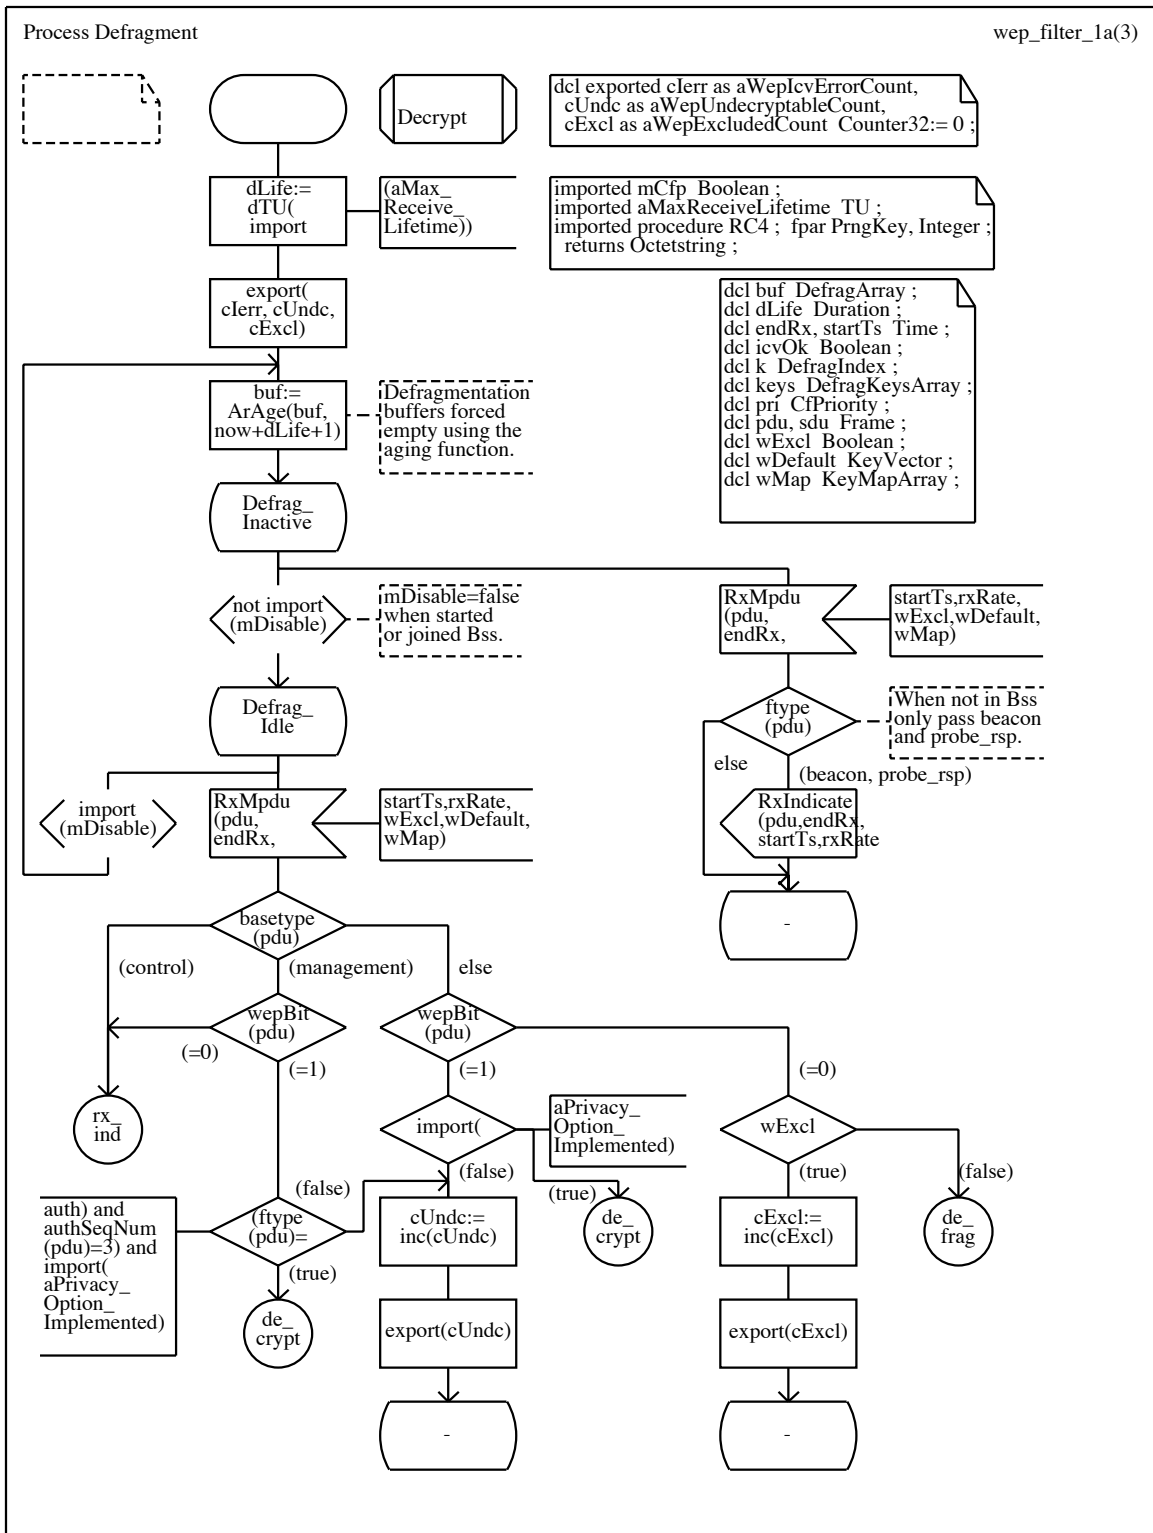 Process Defragment
wep_filter_1a(3)
Decrypt
dcl exported cIerr as aWepIcvErrorCount,
cUndc as aWepUndecryptableCount,
cExcl as aWepExcludedCount Counter32:= 0 ;
dLife:=
dTU(
import
(aMax_
Receive_
Lifetime))
imported mCfp Boolean ;
imported aMaxReceiveLifetime TU ;
imported procedure RC4 ; fpar PrngKey, Integer ;
returns Octetstring ;
export(
cIerr, cUndc,
cExcl)
dcl buf DefragArray ;
dcl dLife Duration ;
dcl endRx, startTs Time ;
dcl icvOk Boolean ;
dcl k DefragIndex ;
dcl keys DefragKeysArray ;
dcl pri CfPriority ;
dcl pdu, sdu Frame ;
dcl wExcl Boolean ;
dcl wDefault KeyVector ;
dcl wMap KeyMapArray ;
buf:=
ArAge(buf,
now+dLife+1)
Defragmentation
buffers forced
empty using the
aging function.
Defrag_
Inactive
not import
(mDisable)
mDisable=false
when started
or joined Bss.
RxMpdu
(pdu,
endRx,
startTs,rxRate,
wExcl,wDefault,
wMap)
Defrag_
Idle
ftype
(pdu)
When not in Bss
only pass beacon
and probe_rsp.
else
(beacon, probe_rsp)
import
(mDisable)
RxMpdu
(pdu,
endRx,
startTs,rxRate,
wExcl,wDefault,
wMap)
RxIndicate
(pdu,endRx,
startTs,rxRate
-
basetype
(pdu)
(control)
(management)
else
wepBit
(pdu)
wepBit
(pdu)
(=0)
(=1)
(=1)
(=0)
rx_
ind
import(
aPrivacy_
Option_
Implemented)
wExcl
(false)
(false)
(true)
(true)
(false)
auth) and
authSeqNum
(pdu)=3) and
import(
aPrivacy_
Option_
Implemented)
(ftype
(pdu)=
cUndc:=
inc(cUndc)
de_
crypt
cExcl:=
inc(cExcl)
de_
frag
(true)
de_
crypt
export(cUndc)
export(cExcl)
-
-